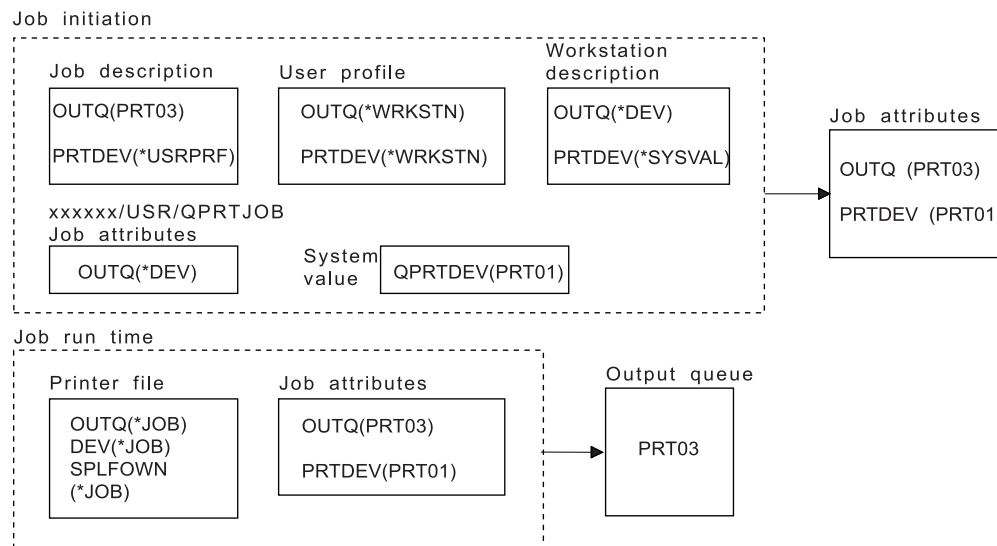 Job initiation
Job description
OUTQ(PRT03)
PRTDEV(*USRPRF)
User profile
OUTQ(*WRKSTN)
PRTDEV(*WRKSTN)
Workstation
description
OUTQ(*DEV)
PRTDEV(*SYSVAL)
Job attributes
OUTQ (PRT03)
PRTDEV (PRT01
xxxxxx/USR/QPRTJOB
Job attributes
OUTQ(*DEV)
System
value
QPRTDEV(PRT01)
Job run time
Printer file
OUTQ(*JOB)
DEV(*JOB)
SPLFOWN
(*JOB)
Job attributes
OUTQ(PRT03)
PRTDEV(PRT01)
Output queue
PRT03